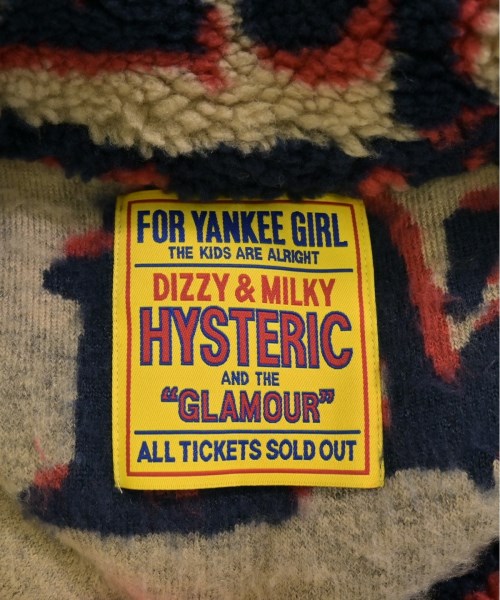 FOR YANKEE GIRL
THE KIDS ARE ALRIGHT
DIZZY & MILKY
HYSTERIC
AND THE
"GLAMOUR"
ALL TICKETS SOLD OUT